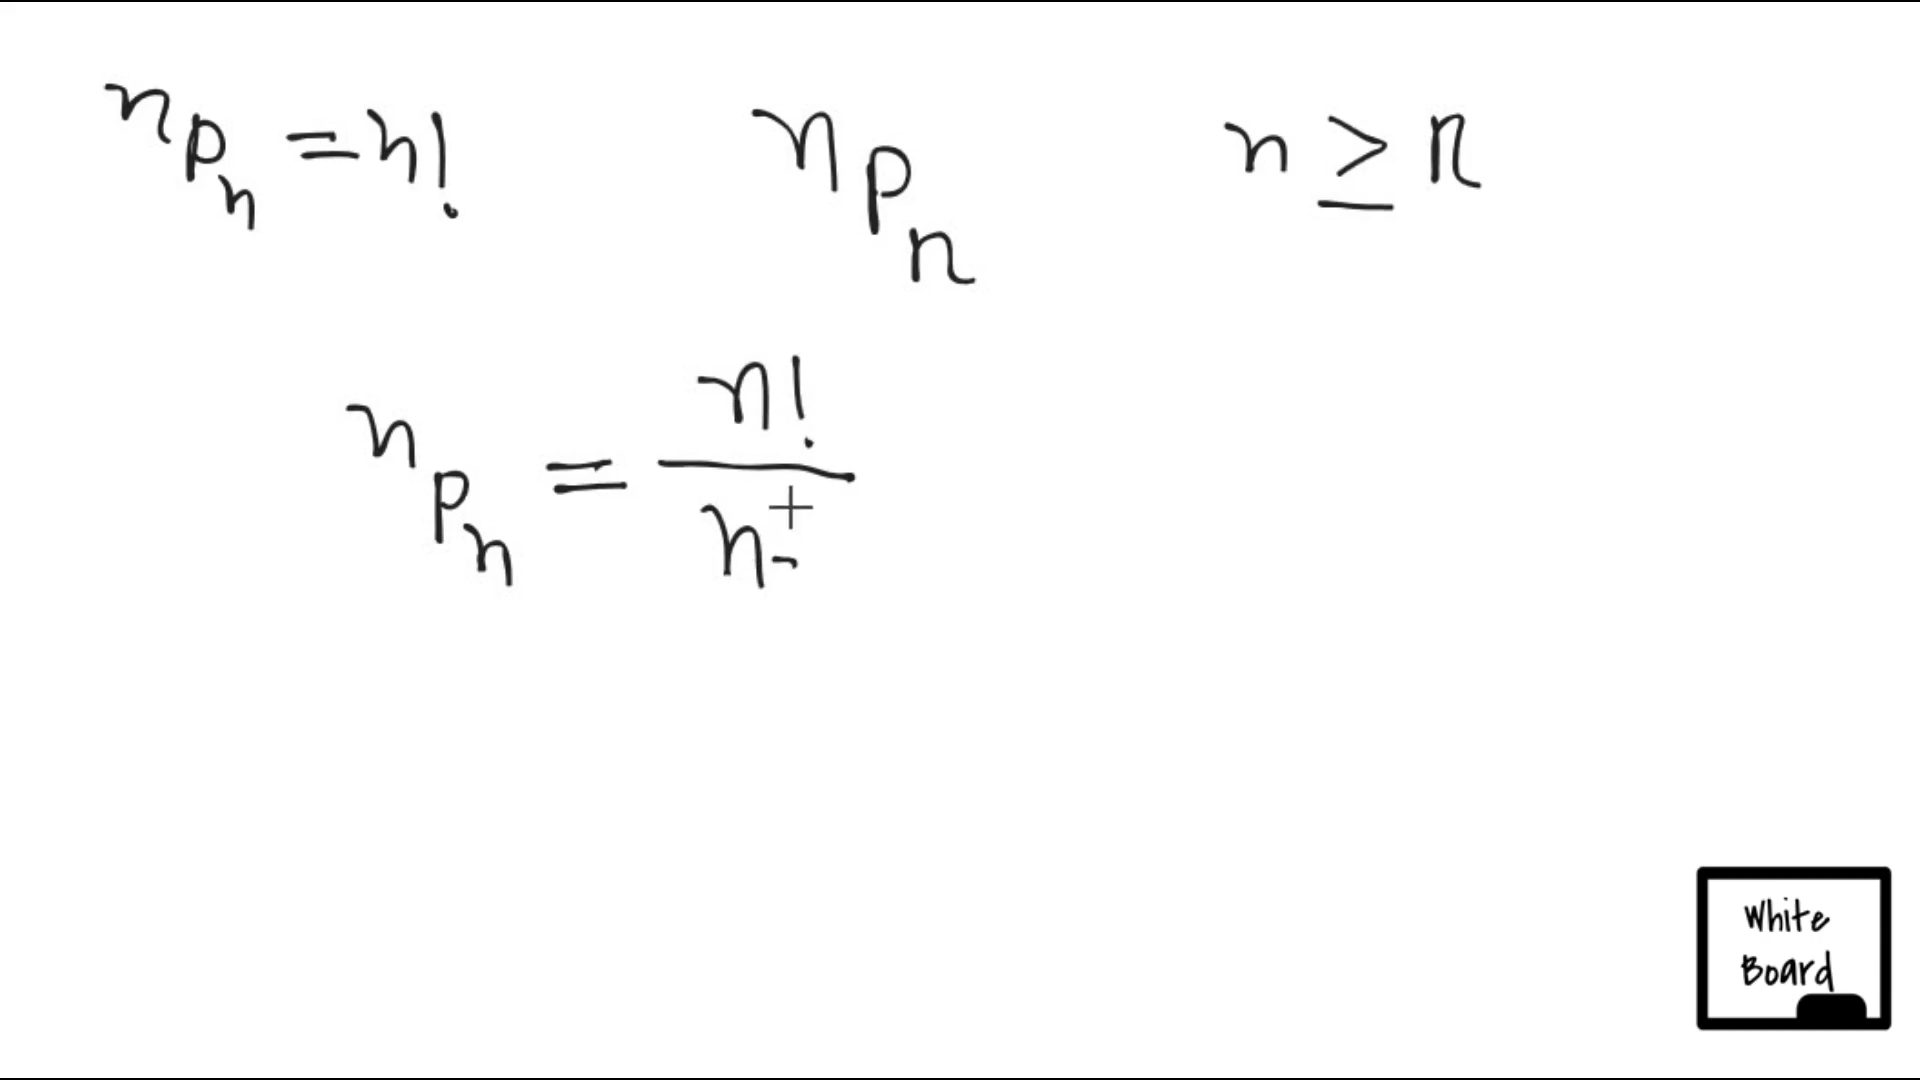 ⁿPₙ = n!    ⁿPᵣ    n ≥ r
ⁿPₙ = n! / n-
White
Board